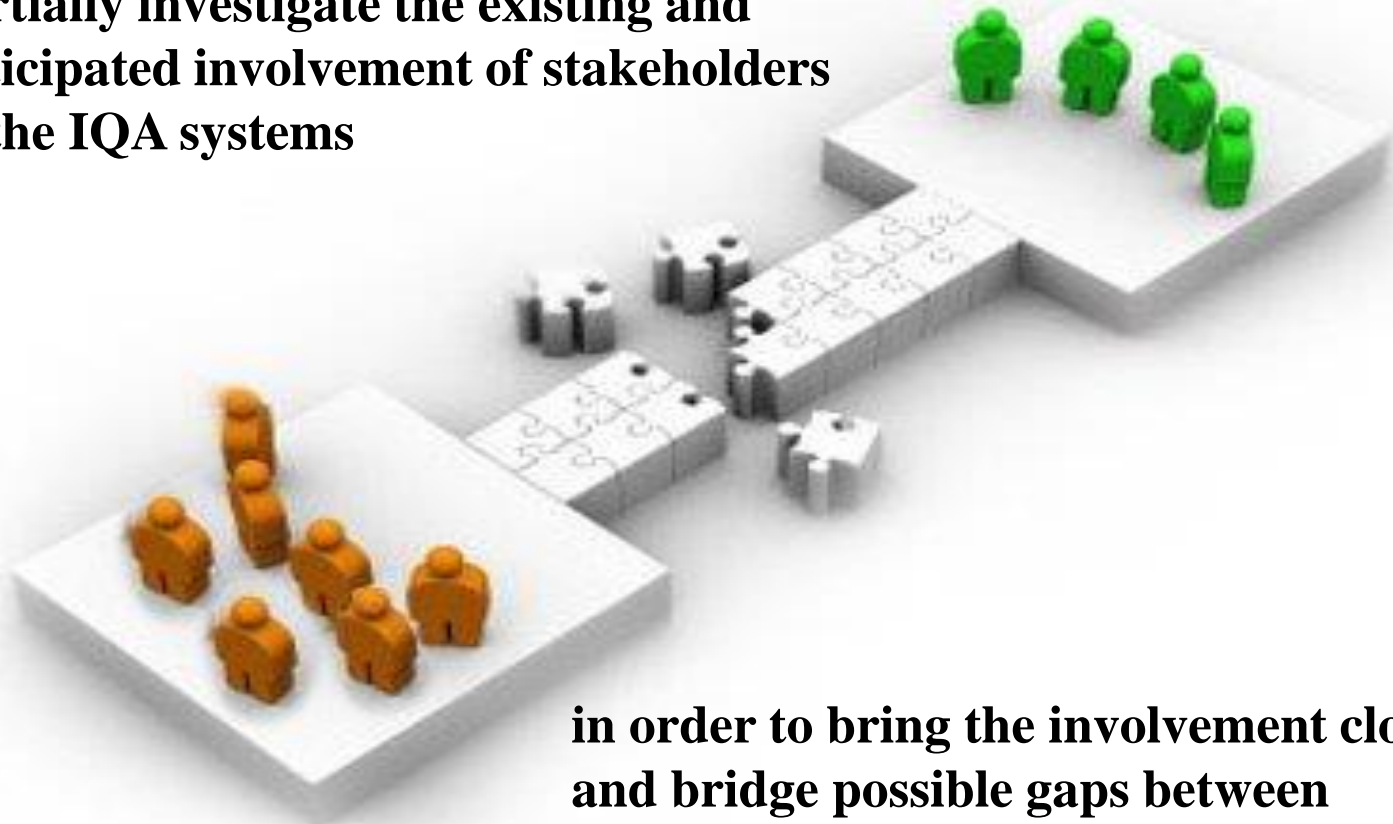 rtially investigate the existing and
icipated involvement of stakeholders
the IQA systems
in order to bring the involvement clo
and bridge possible gaps between